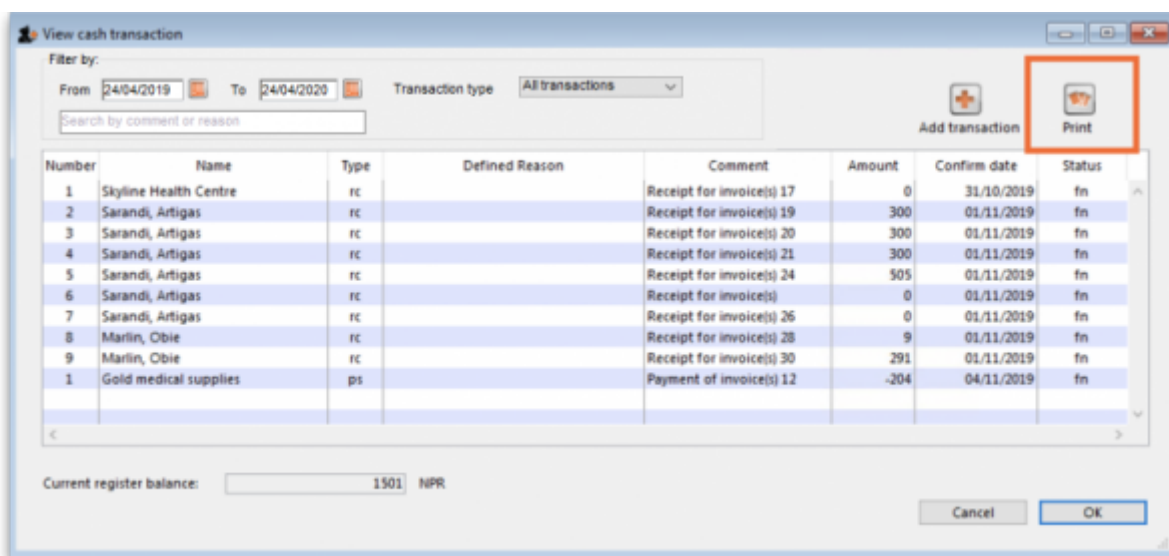 View cash transaction
Filter by:
From 24/04/2019 To 24/04/2020 Transaction type All transactions
Search by comment or reason
Add transaction Print
Number Name Type Defined Reason Comment Amount Confirm date Status
1 Skyline Health Centre rc Receipt for invoice(s) 17 0 31/10/2019 fn
2 Sarandi, Artigas rc Receipt for invoice(s) 19 300 01/11/2019 fn
3 Sarandi, Artigas rc Receipt for invoice(s) 20 300 01/11/2019 fn
4 Sarandi, Artigas rc Receipt for invoice(s) 21 300 01/11/2019 fn
5 Sarandi, Artigas rc Receipt for invoice(s) 24 505 01/11/2019 fn
6 Sarandi, Artigas rc Receipt for invoice(s) 0 01/11/2019 fn
7 Sarandi, Artigas rc Receipt for invoice(s) 26 0 01/11/2019 fn
8 Marlin, Obie rc Receipt for invoice(s) 28 9 01/11/2019 fn
9 Marlin, Obie rc Receipt for invoice(s) 30 291 01/11/2019 fn
1 Gold medical supplies ps Payment of invoice(s) 12 -204 04/11/2019 fn
Current register balance: 1501 NPR
Cancel OK